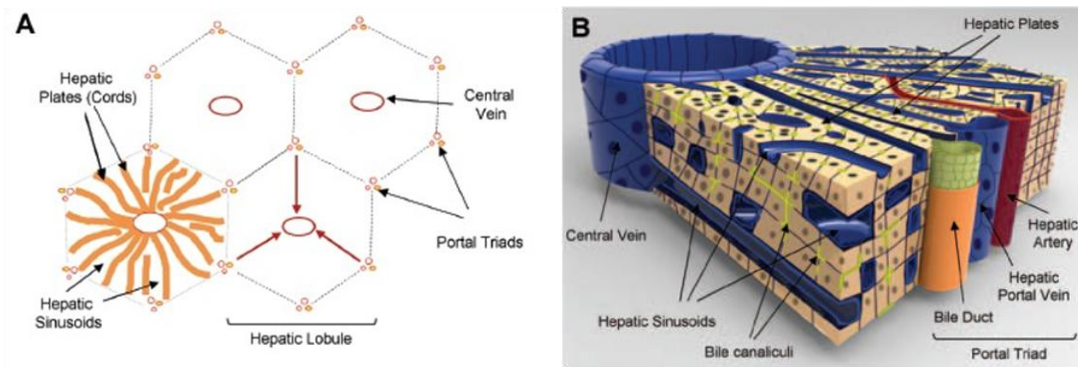 A
Hepatic
Plates (Cords)
Central
Vein
Portal Triads
Hepatic
Sinusoids
Hepatic Lobule
B
Hepatic Plates
Central Vein
Hepatic
Artery
Hepatic
Portal Vein
Hepatic Sinusoids
Bile Duct
Bile canaliculi
Portal Triad